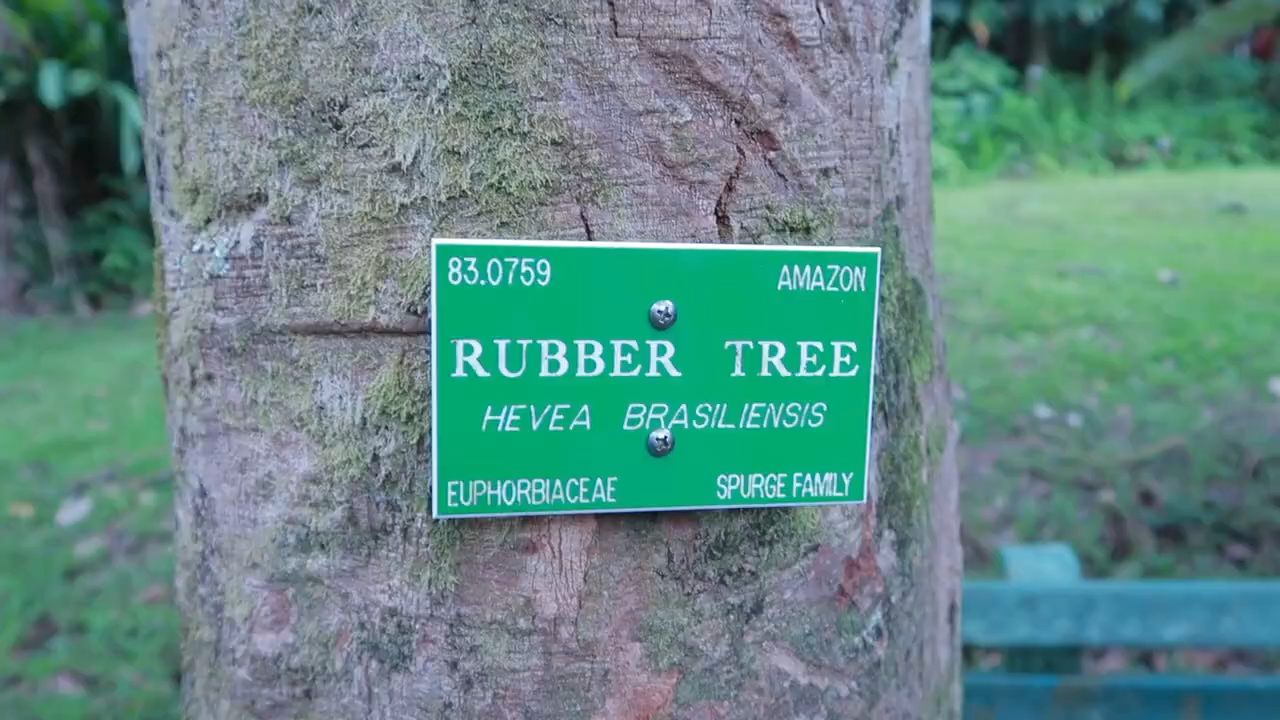 83.0759 AMAZON
RUBBER TREE
HEVEA BRASILIENSIS
EUPHORBIACEAE SPURGE FAMILY